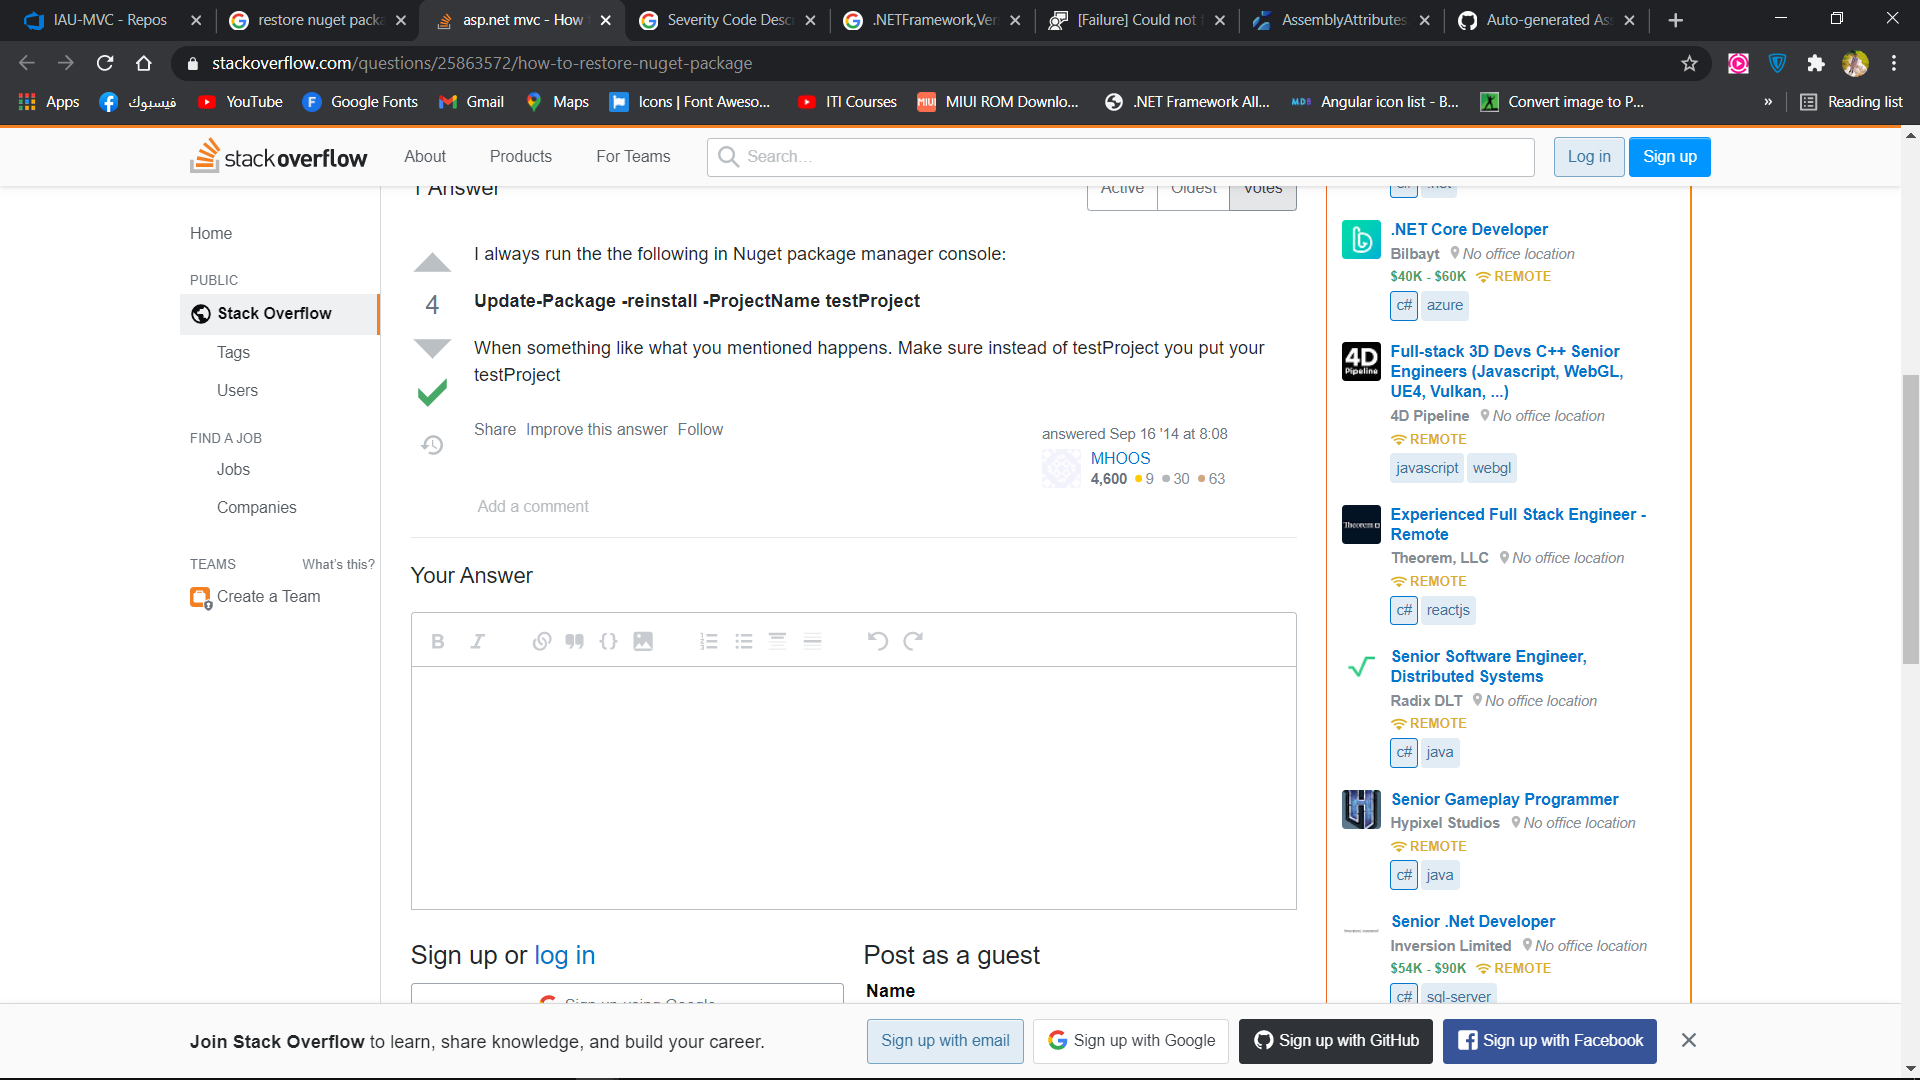 IAU-MVC - Repos
restore nuget packa
asp.net mvc - How
Severity Code Descr
.NETFramework,Ver
[Failure] Could not
AssemblyAttributes
Auto-generated As
stackoverflow.com/questions/25863572/how-to-restore-nuget-package
Apps
فيسبوك
YouTube
Google Fonts
Gmail
Maps
Icons | Font Aweso...
ITI Courses
MIUI ROM Downlo...
.NET Framework All...
Angular icon list - B...
Convert image to P...
»
Reading list
stackoverflow
About
Products
For Teams
Search...
Log in
Sign up
1 Answer
Active
Oldest
Votes
Home
PUBLIC
Stack Overflow
Tags
Users
FIND A JOB
Jobs
Companies
TEAMS
What's this?
Create a Team
I always run the the following in Nuget package manager console:
4
Update-Package -reinstall -ProjectName testProject
When something like what you mentioned happens. Make sure instead of testProject you put your
testProject
Share Improve this answer Follow
answered Sep 16 '14 at 8:08
MHOOS
4,600 9 30 63
Add a comment
Your Answer
Sign up or log in
Sign up using Google
Post as a guest
Name
c# .net
.NET Core Developer
Bilbayt No office location
$40K - $60K REMOTE
c# azure
4D Pipeline
Full-stack 3D Devs C++ Senior
Engineers (Javascript, WebGL,
UE4, Vulkan, ...)
4D Pipeline No office location
REMOTE
javascript webgl
Theorem
Experienced Full Stack Engineer -
Remote
Theorem, LLC No office location
REMOTE
c# reactjs
Senior Software Engineer,
Distributed Systems
Radix DLT No office location
REMOTE
c# java
Senior Gameplay Programmer
Hypixel Studios No office location
REMOTE
c# java
Senior .Net Developer
Inversion Limited No office location
$54K - $90K REMOTE
c# sql-server
Join Stack Overflow to learn, share knowledge, and build your career.
Sign up with email
Sign up with Google
Sign up with GitHub
Sign up with Facebook